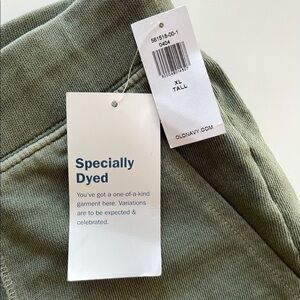 581518-00-1
0404
XL
TALL
OLDNAVY.COM
Specially
Dyed
You've got a one-of-a-kind
garment here. Variations
are to be expected &
celebrated.